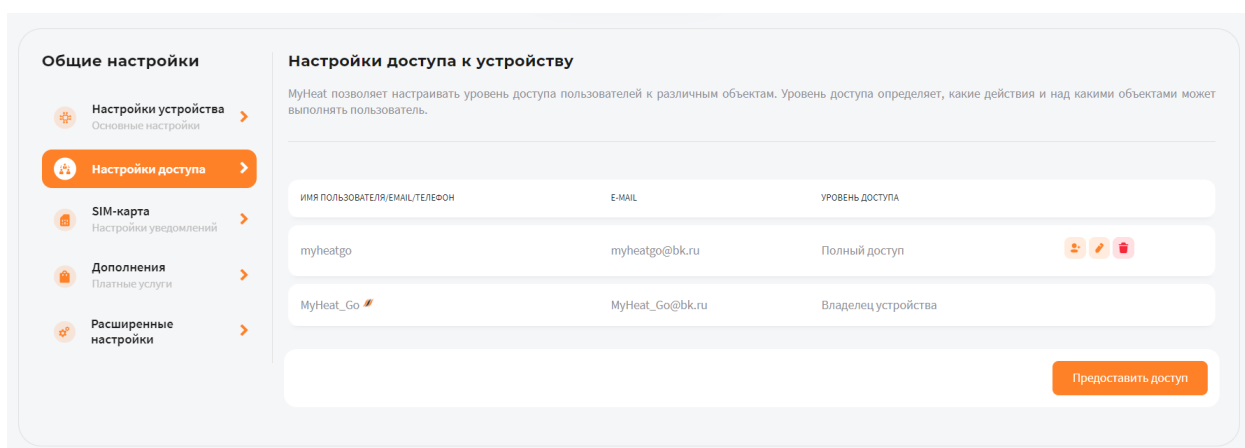 Общие настройки
Настройки устройства
Основные настройки
Настройки доступа
SIM-карта
Настройки уведомлений
Дополнения
Платные услуги
Расширенные
настройки
Настройки доступа к устройству
MyHeat позволяет настраивать уровень доступа пользователей к различным объектам. Уровень доступа определяет, какие действия и над какими объектами может
выполнять пользователь.
ИМЯ ПОЛЬЗОВАТЕЛЯ/EMAIL/ТЕЛЕФОН E-MAIL УРОВЕНЬ ДОСТУПА
myheatgo myheatgo@bk.ru Полный доступ
MyHeat_Go MyHeat_Go@bk.ru Владелец устройства
Предоставить доступ